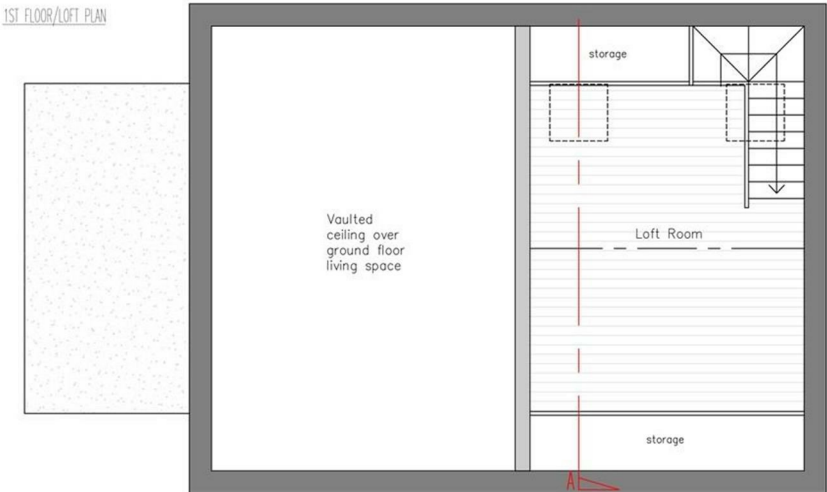 1ST FLOOR/LOFT PLAN
storage
Vaulted
ceiling over
ground floor
living space
Loft Room
storage
A